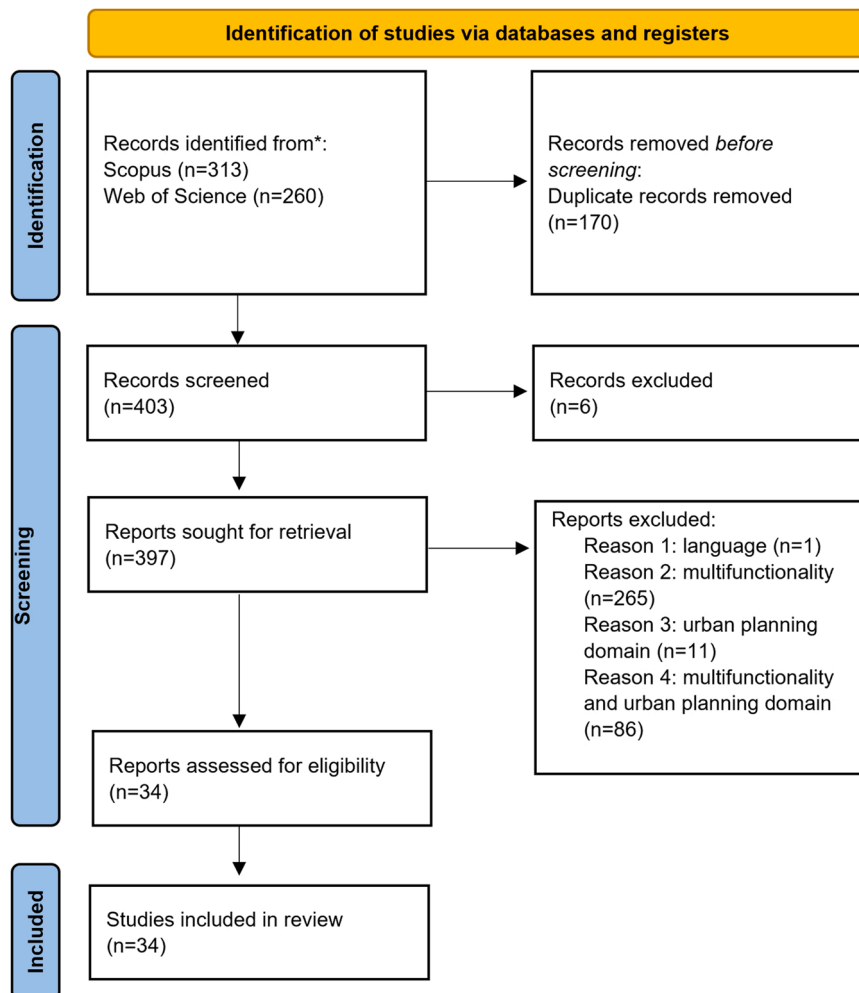 Identification of studies via databases and registers
Identification
Records identified from*:
Scopus (n=313)
Web of Science (n=260)
Records removed before
screening:
Duplicate records removed
(n=170)
Screening
Records screened
(n=403)
Records excluded
(n=6)
Reports sought for retrieval
(n=397)
Reports excluded:
Reason 1: language (n=1)
Reason 2: multifunctionality
(n=265)
Reason 3: urban planning
domain (n=11)
Reason 4: multifunctionality
and urban planning domain
(n=86)
Reports assessed for eligibility
(n=34)
Included
Studies included in review
(n=34)